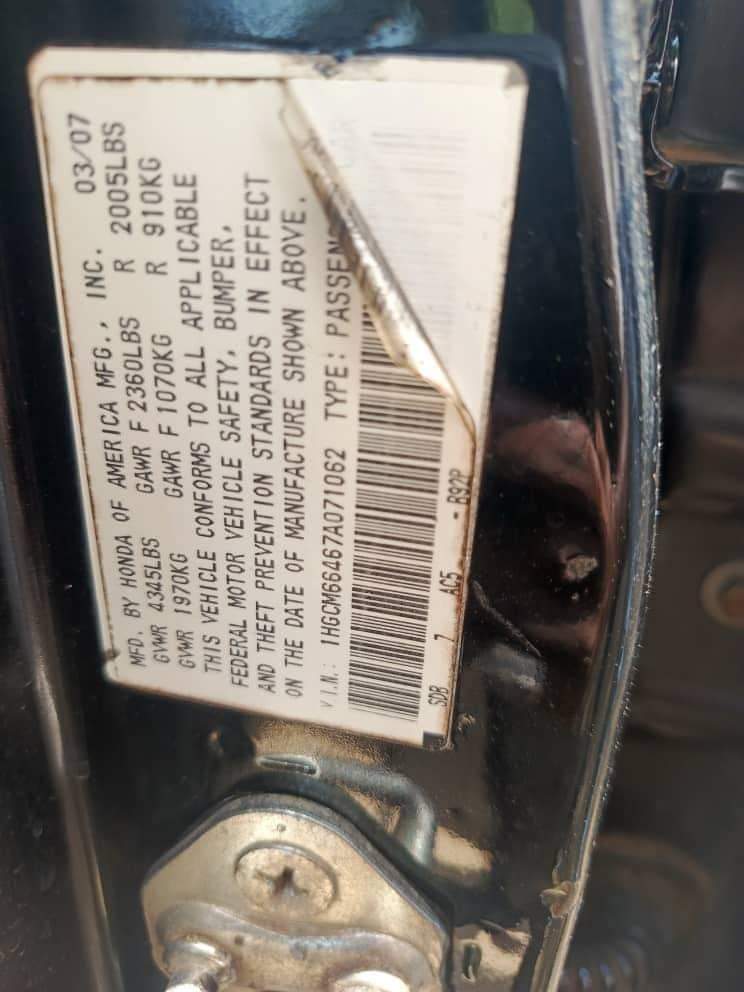 MFD. BY HONDA OF AMERICA MFG., INC. 03/07
GVWR 4345LBS GAWR F 2360LBS R 2005LBS
GVWR 1970KG GAWR F 1070KG R 910KG
THIS VEHICLE CONFORMS TO ALL APPLICABLE
FEDERAL MOTOR VEHICLE SAFETY, BUMPER,
AND THEFT PREVENTION STANDARDS IN EFFECT
ON THE DATE OF MANUFACTURE SHOWN ABOVE.
V.I.N.: 1HGCM66467A071062 TYPE: PASSEN
SDB 7 AC5 - B92P